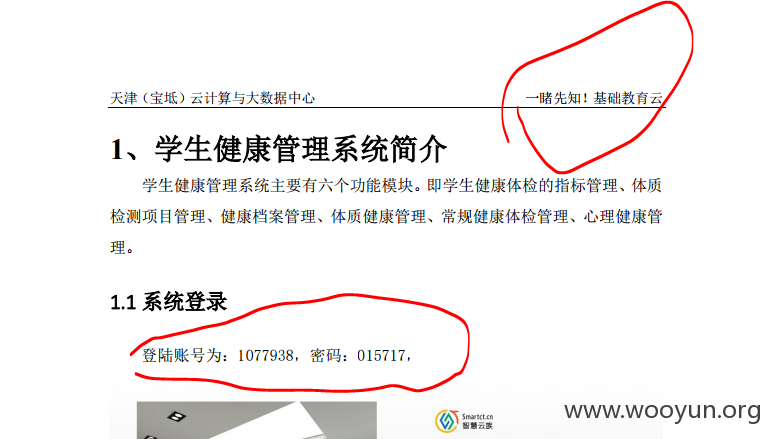 天津（宝坻）云计算与大数据中心 一睹先知！基础教育云
1、学生健康管理系统简介
学生健康管理系统主要有六个功能模块。即学生健康体检的指标管理、体质
检测项目管理、健康档案管理、体质健康管理、常规健康体检管理、心理健康管
理。
1.1 系统登录
登陆账号为：1077938，密码：015717，
Smartct.cn
智慧云族
www.wooyun.org